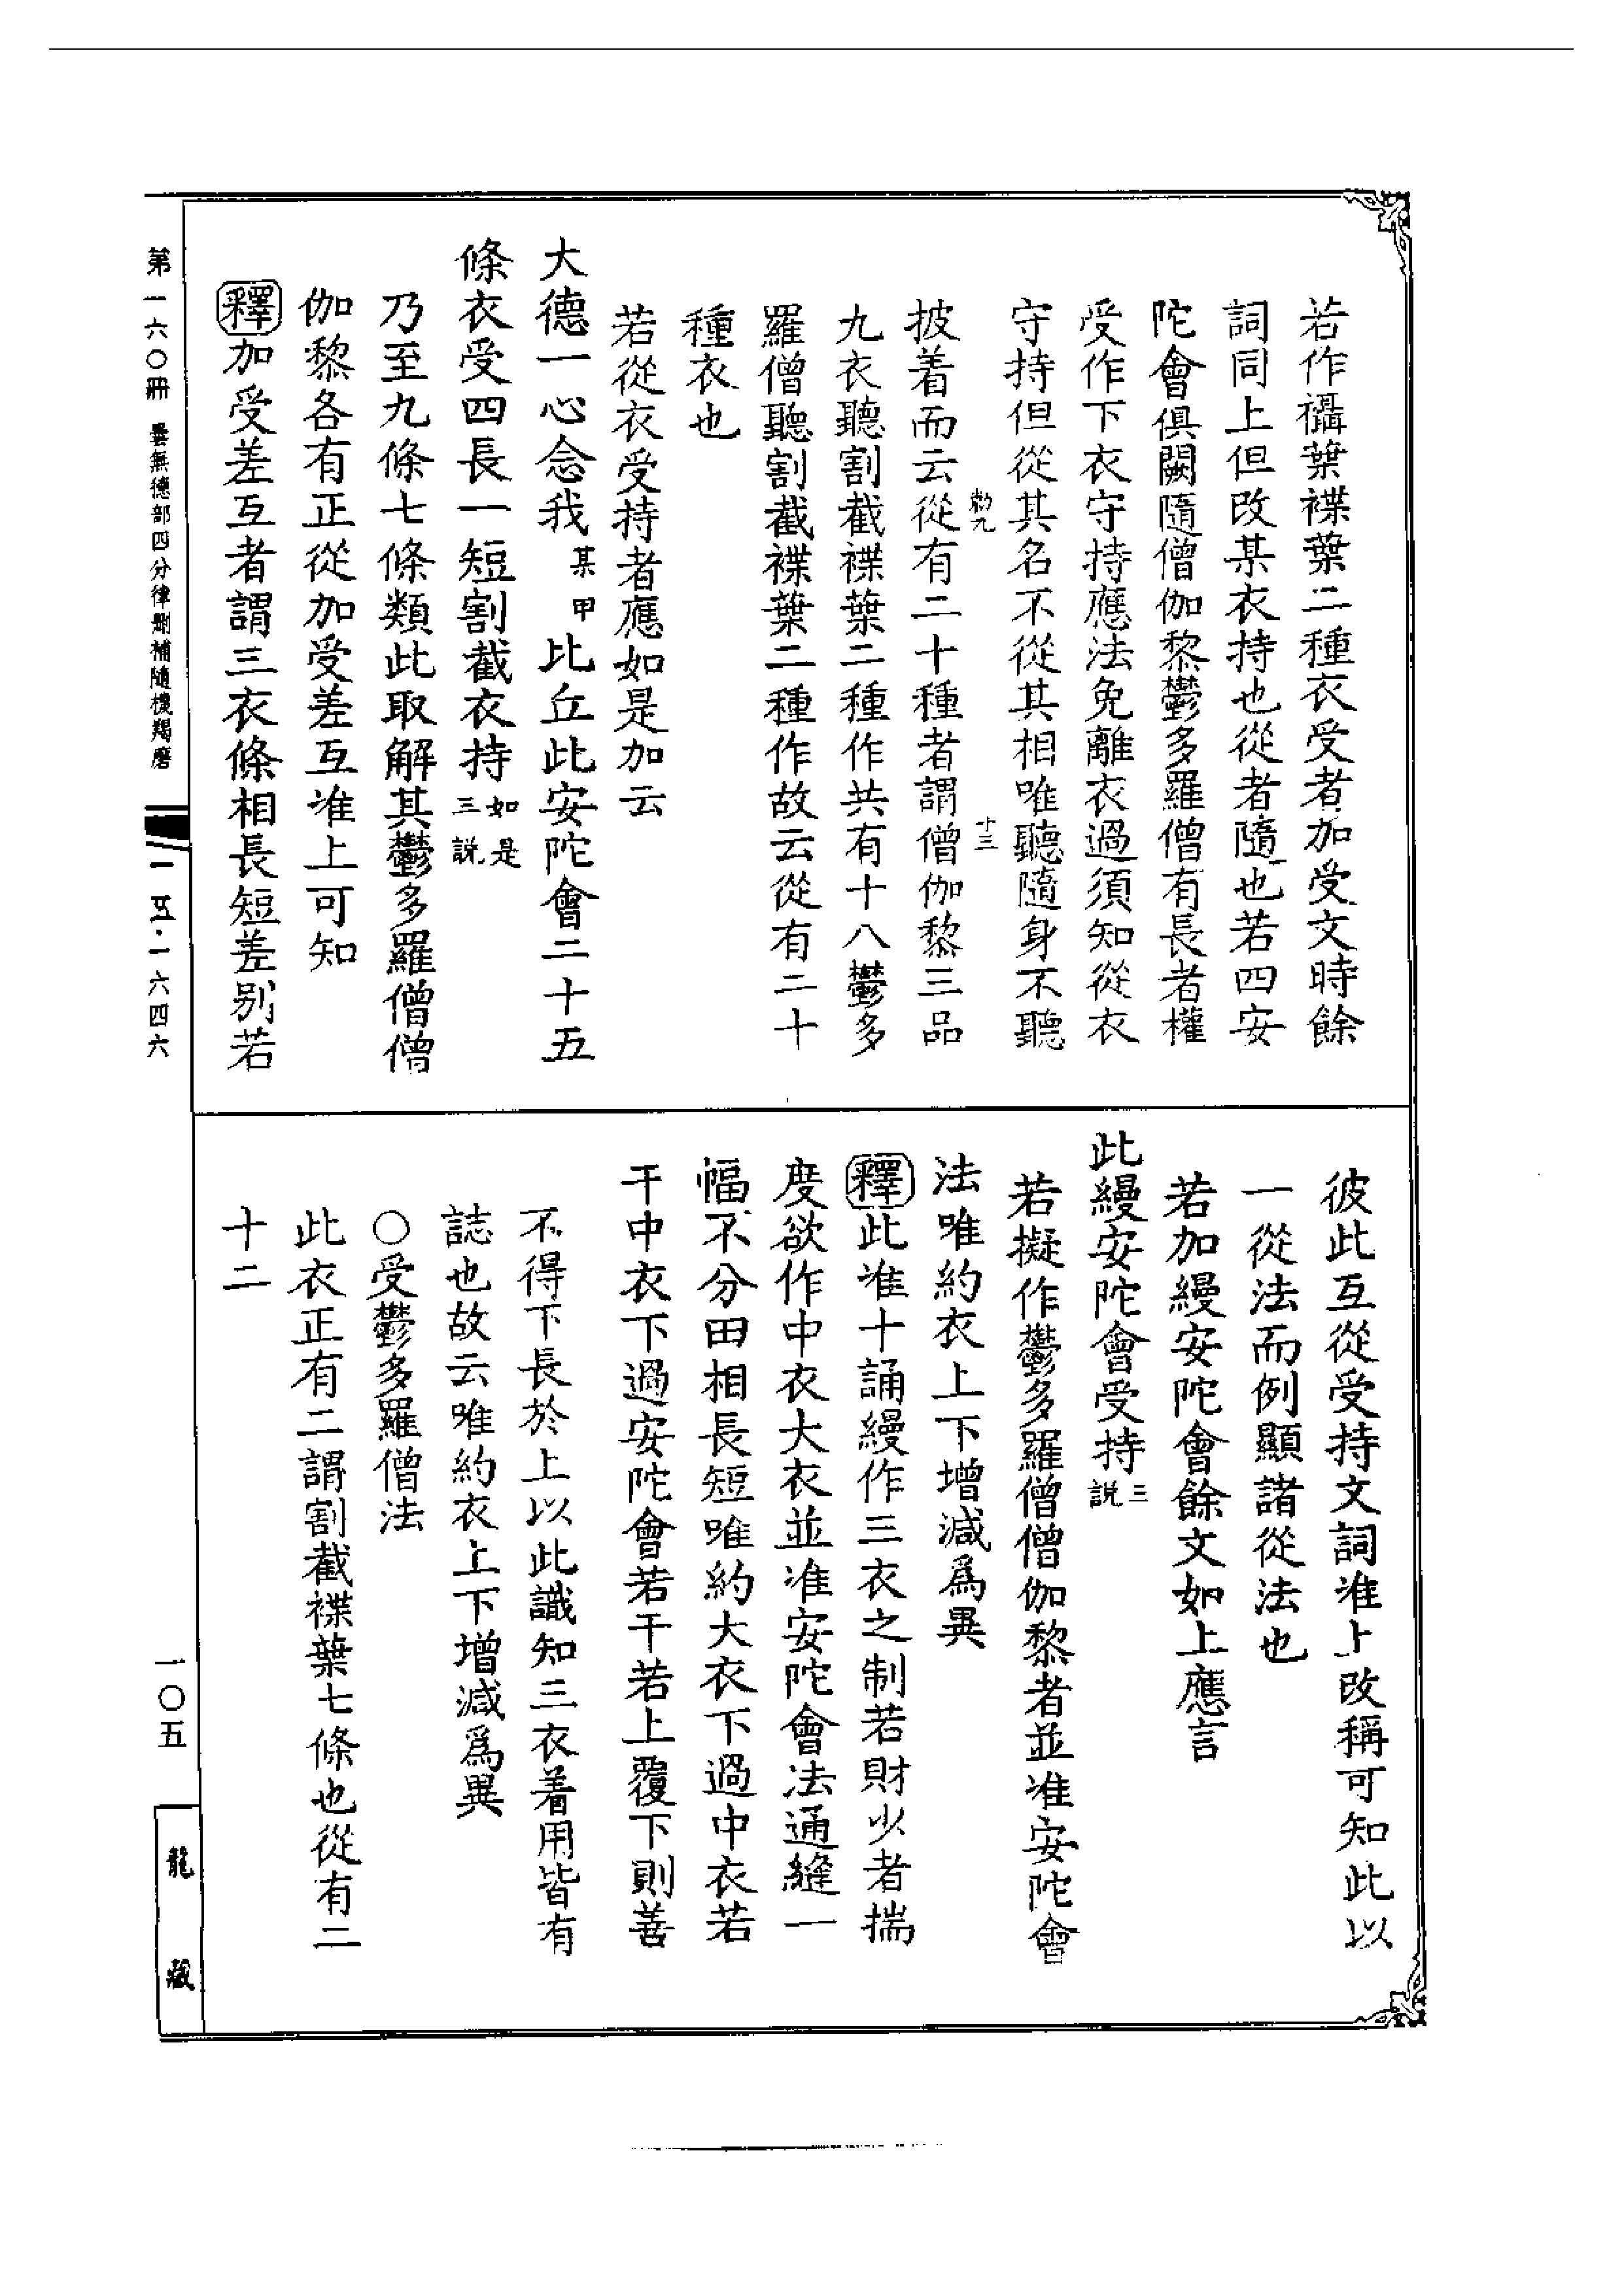 若作襵葉褋葉二種衣受者加受文時餘
詞同上但改某衣持也從者隨也若四安
陀會俱闕隨僧伽黎鬱多羅僧有長者權
受作下衣守持應法免離衣過須知從衣
守持但從其名不從其相唯聽隨身不聽
勒九
十三
披着而云從有二十種者謂僧伽黎三品
九衣聽割截褋葉二種作共有十八鬱多
羅僧聽割截褋葉二種作故云從有二十
種衣也
若從衣受持者應如是加云
大德一心念我某甲比丘此安陀會二十五
條衣受四長一短割截衣持如是三說
乃至九條七條類此取解其鬱多羅僧僧
伽黎各有正從加受差互准上可知
釋加受差互者謂三衣條相長短差别若
彼此互從受持文詞准上改稱可知此以
一從法而例顯諸從法也
若加縵安陀會餘文如上應言
此縵安陀會受持三說
若擬作鬱多羅僧僧伽黎者並准安陀會
法唯約衣上下增減爲異
釋此准十誦縵作三衣之制若財少者揣
度欲作中衣大衣並准安陀會法通縫一
幅不分田相長短唯約大衣下過中衣若
干中衣下過安陀會若干若上覆下則善
不得下長於上以此識知三衣着用皆有
誌也故云唯約衣上下增減爲異
○受鬱多羅僧法
此衣正有二謂割截褋葉七條也從有二
十二
第一六〇冊 曇無德部四分律刪補隨機羯磨
一五·一六四六
一〇五
龍藏